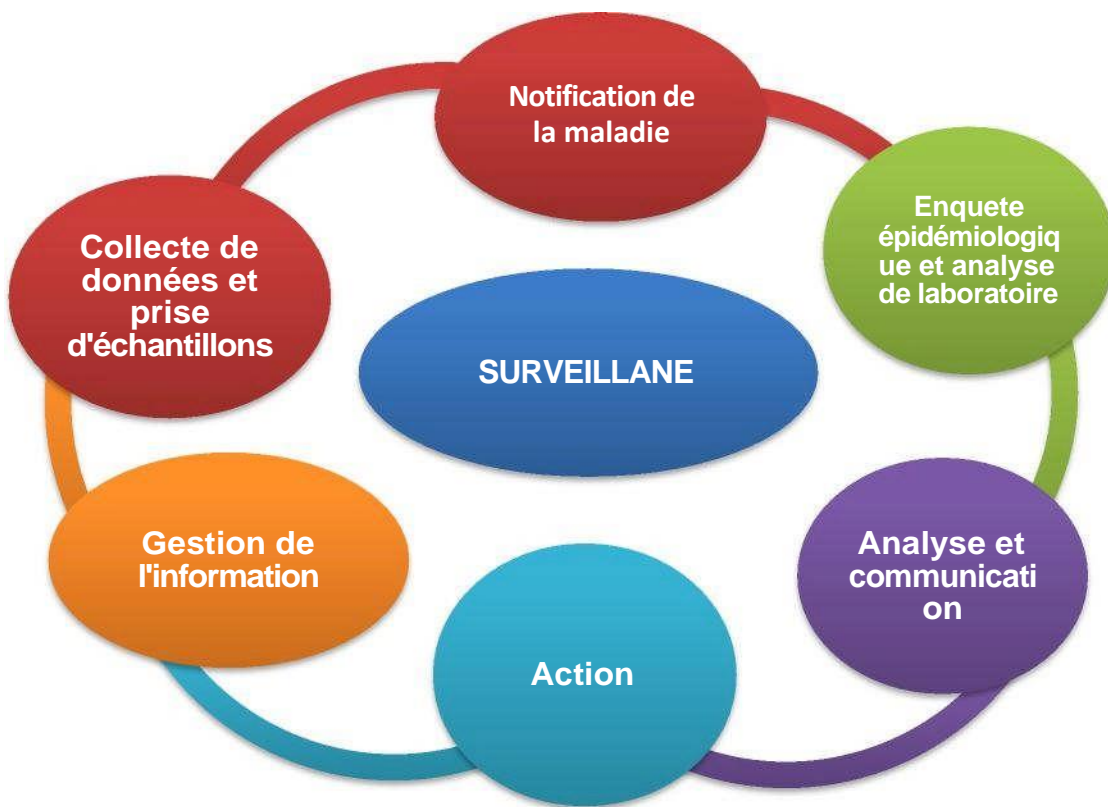 Notification de
la maladie
Enquete
épidémiologiq
ue et analyse
de laboratoire
Analyse et
communicati
on
Action
Gestion de
l'information
Collecte de
données et
prise
d'échantillons
SURVEILLANE